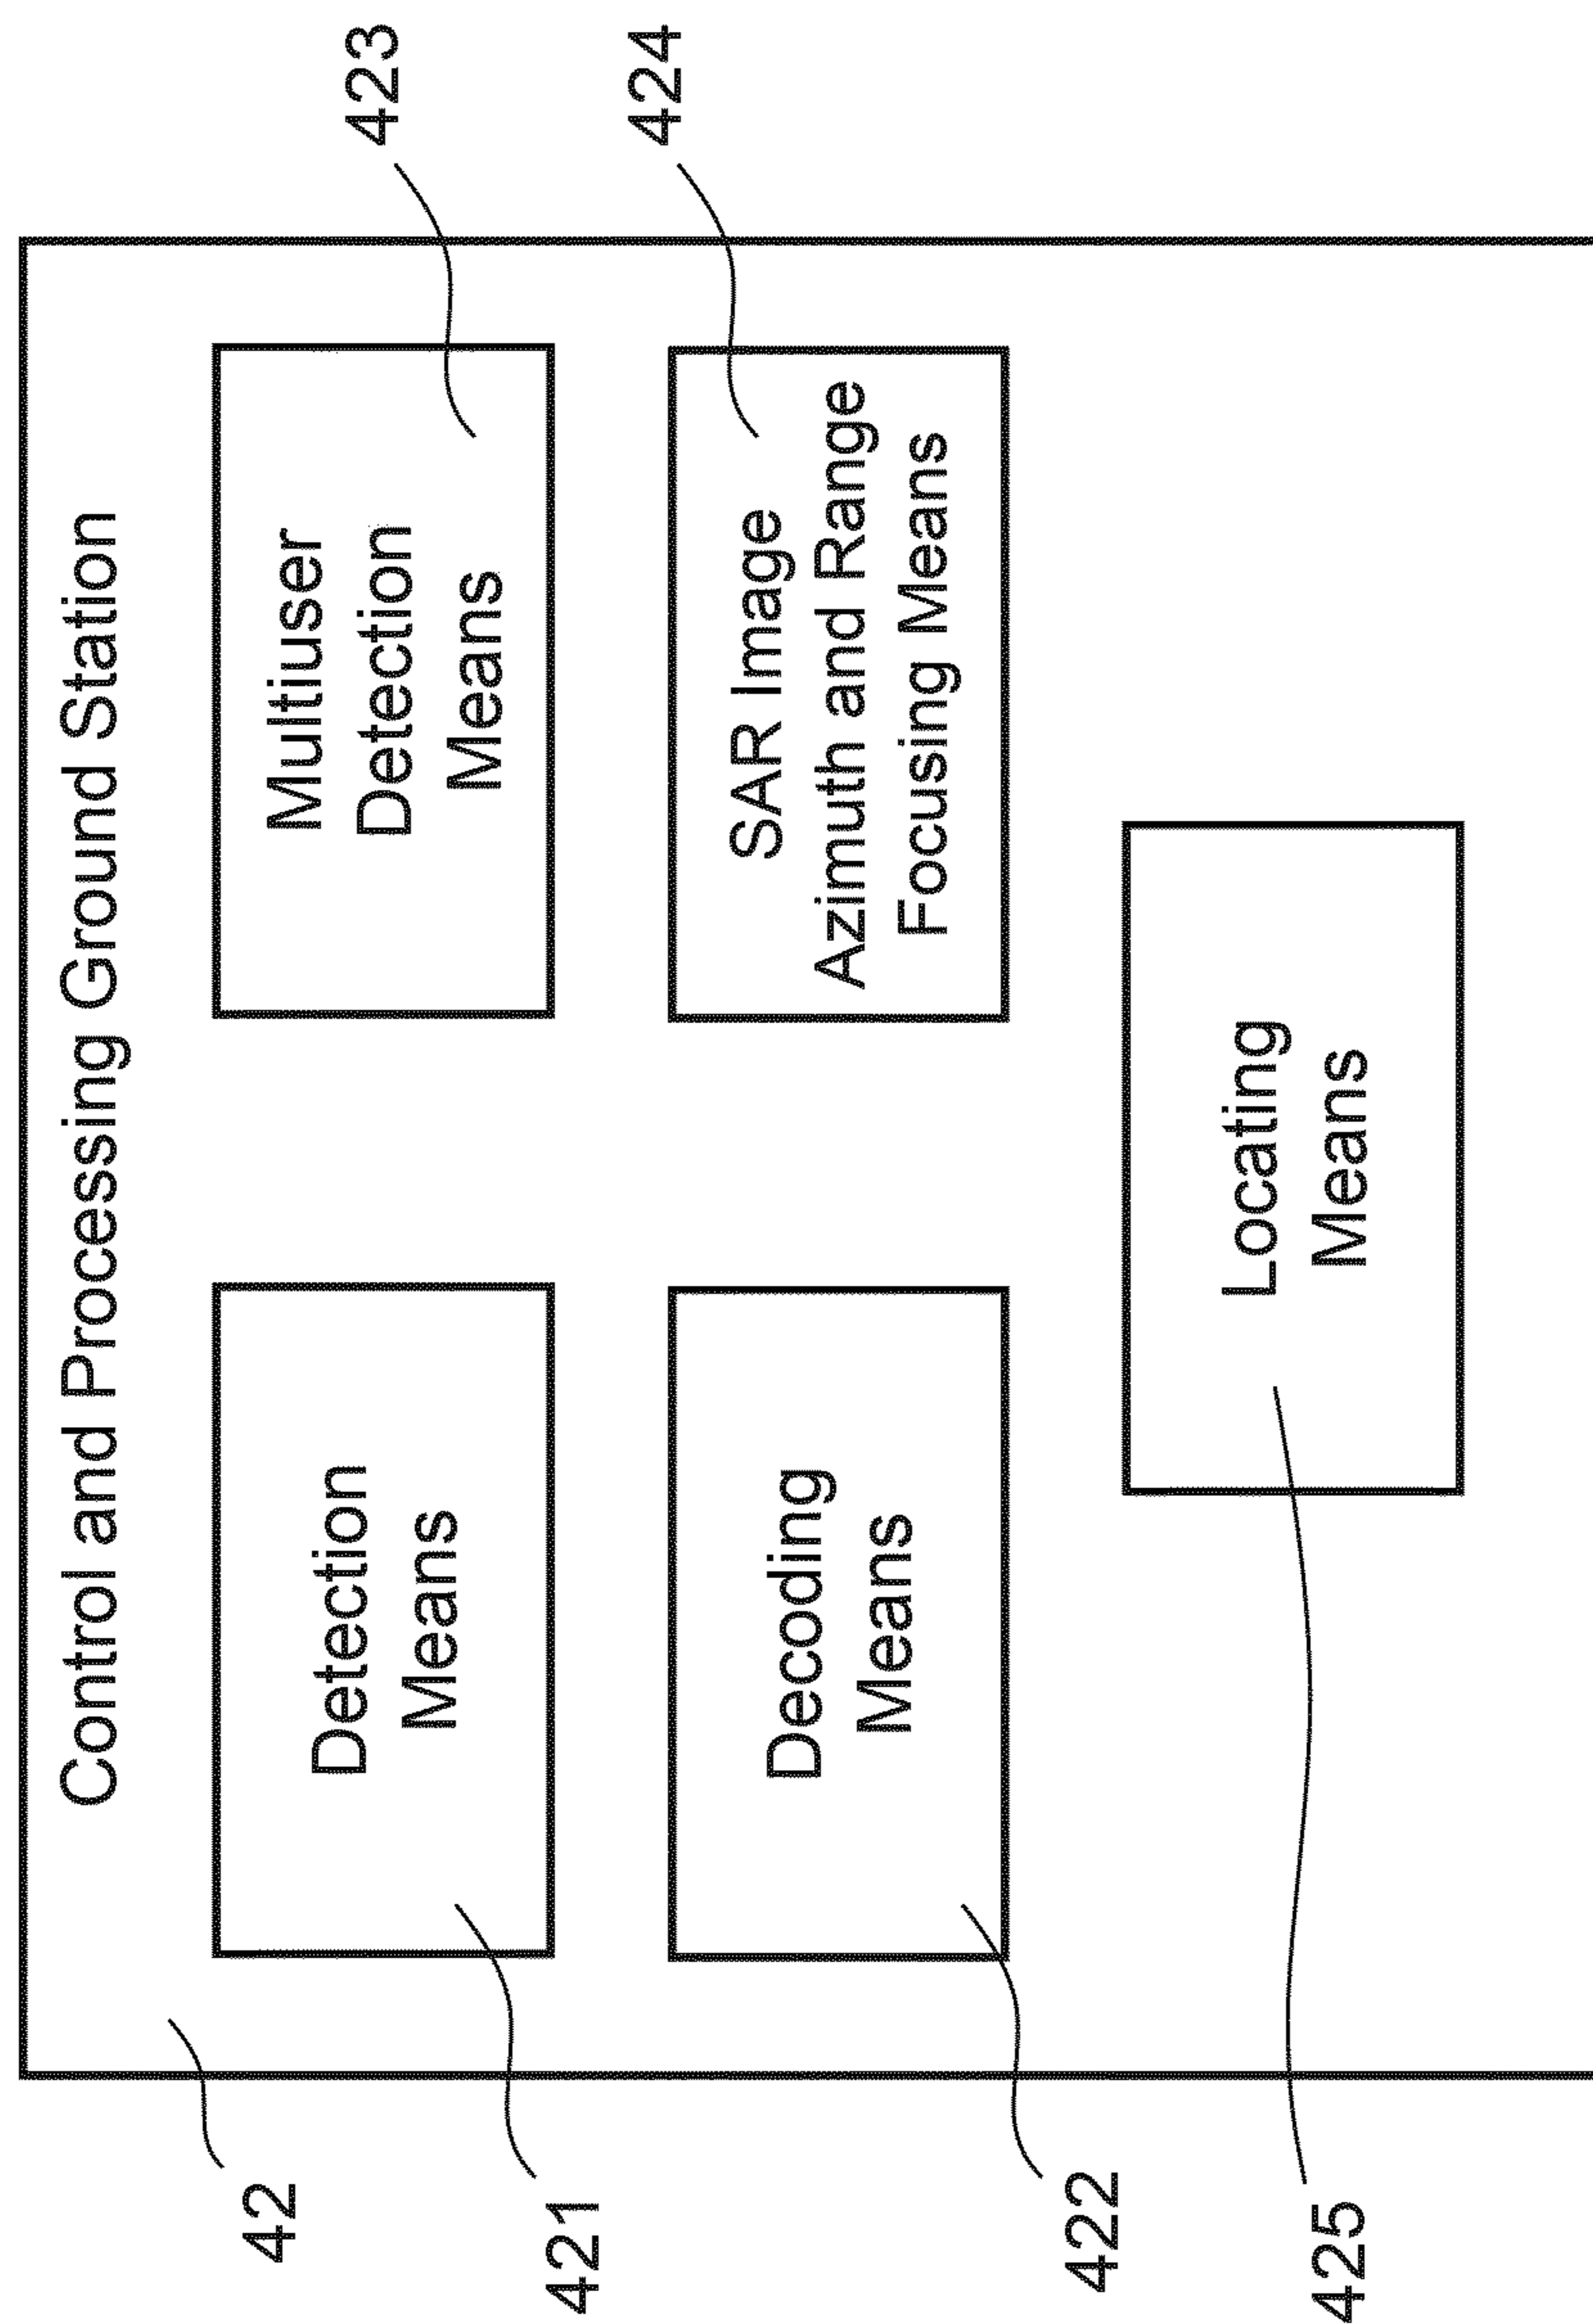 Control and Processing Ground Station
42
Detection
Means
421
Multiuser
Detection
Means
423
Decoding
Means
422
SAR Image
Azimuth and Range
Focusing Means
424
Locating
Means
425